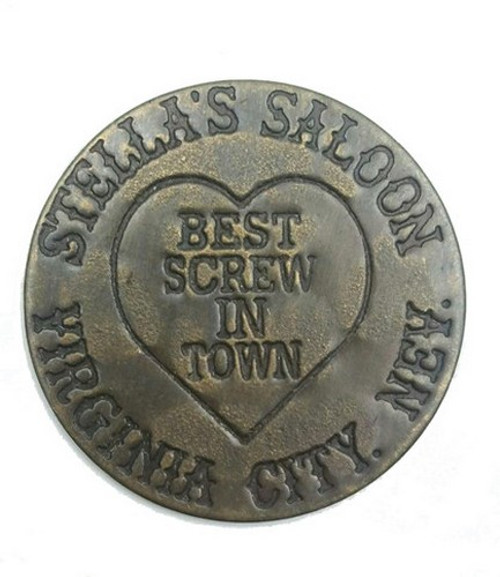 STELLA'S SALOON
BEST
SCREW
IN
TOWN
VIRGINIA CITY. NEV.